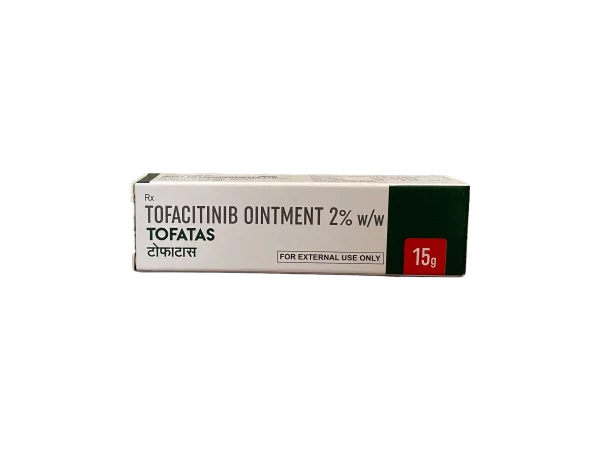 Rx
TOFACITINIB OINTMENT 2% w/w
TOFATAS
टोफाटास
FOR EXTERNAL USE ONLY
15g